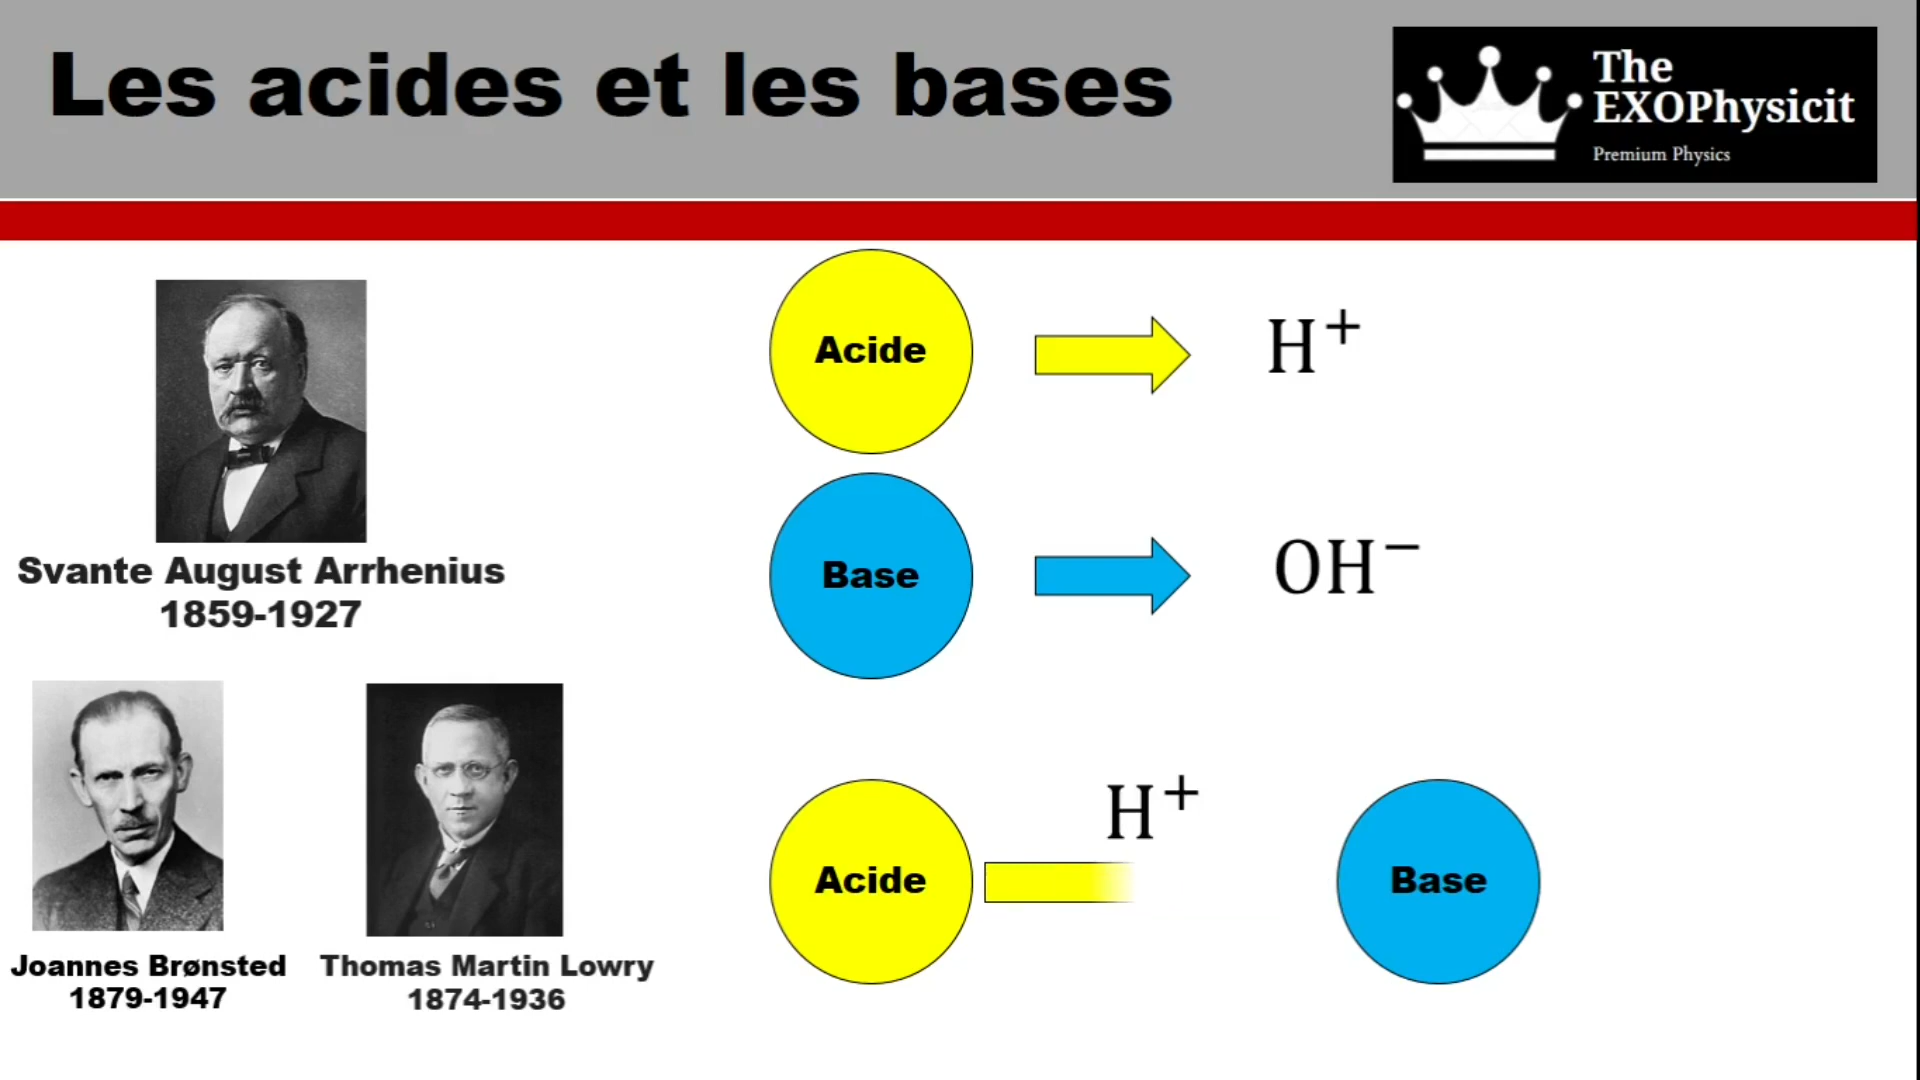 Les acides et les bases
The
EXOPhysicit
Premium Physics
Acide
H⁺
Svante August Arrhenius
1859-1927
Base
OH⁻
Joannes Brønsted
1879-1947
Thomas Martin Lowry
1874-1936
Acide
H⁺
Base